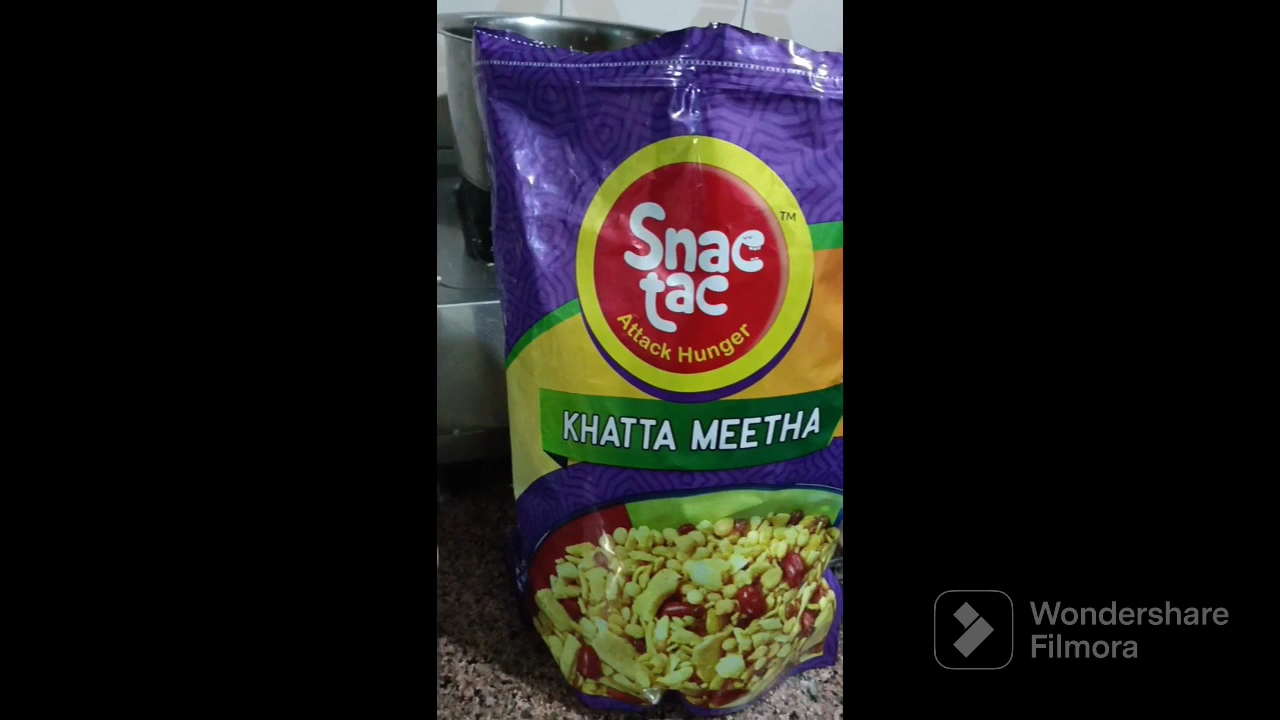 Snac
tac
TM
Attack Hunger
KHATTA MEETHA
Wondershare
Filmora